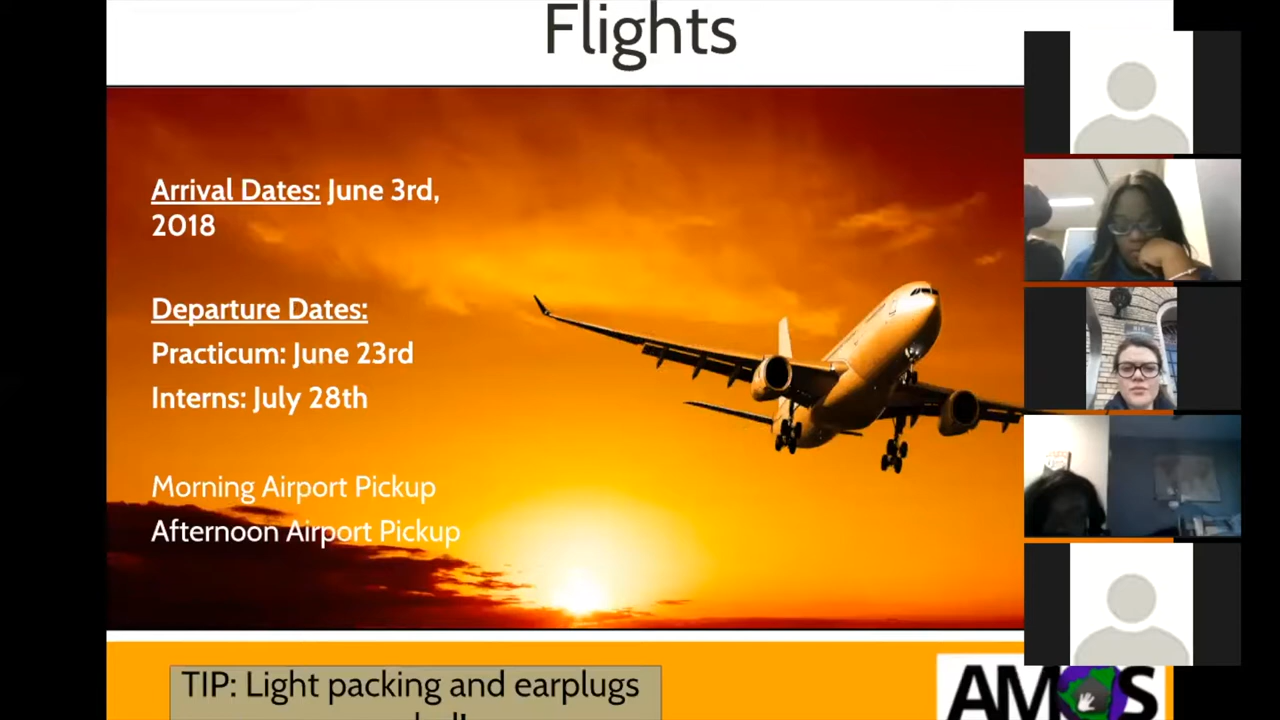 Flights
Arrival Dates: June 3rd,
2018
Departure Dates:
Practicum: June 23rd
Interns: July 28th
Morning Airport Pickup
Afternoon Airport Pickup
TIP: Light packing and earplugs
AMOS